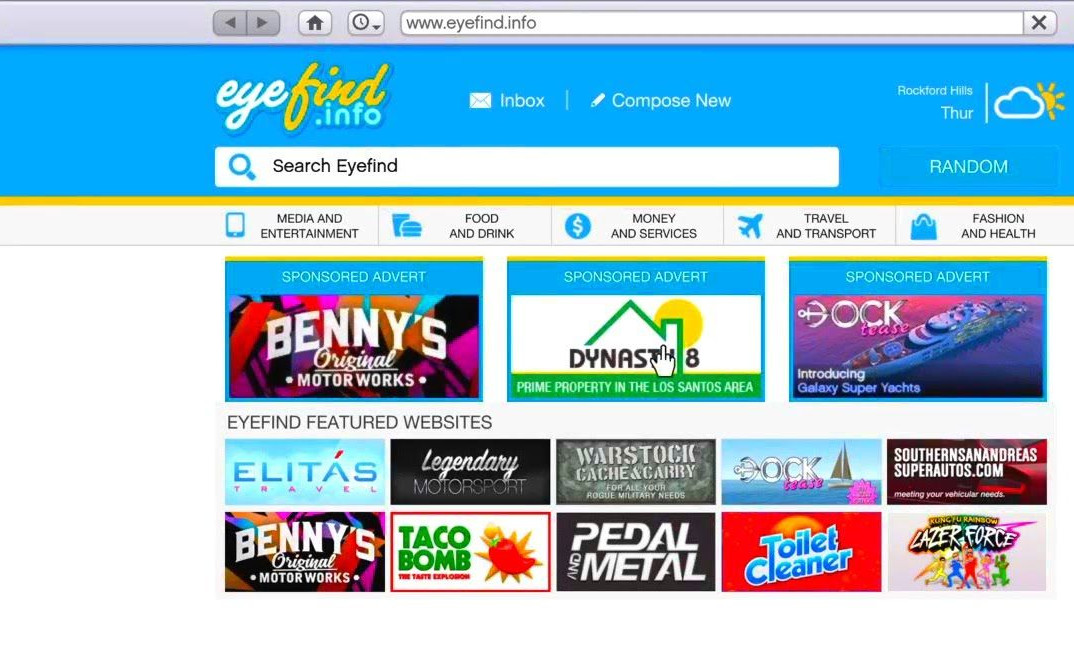 www.eyefind.info
eyefind
.info
Inbox
Compose New
Rockford Hills
Thur
Search Eyefind
RANDOM
MEDIA AND
ENTERTAINMENT
FOOD
AND DRINK
MONEY
AND SERVICES
TRAVEL
AND TRANSPORT
FASHION
AND HEALTH
SPONSORED ADVERT
BENNY'S
Original
• MOTOR WORKS •
SPONSORED ADVERT
DYNASTY 8
PRIME PROPERTY IN THE LOS SANTOS AREA
SPONSORED ADVERT
DOCK
tease
Introducing
Galaxy Super Yachts
EYEFIND FEATURED WEBSITES
ELITÁS
TRAVEL
Legendary
MOTORSPORT
WARSTOCK
CACHE & CARRY
FOR ALL YOUR
ROGUE MILITARY NEEDS
DOCK
tease
SOUTHERNSANANDREAS
SUPERAUTOS.COM
meeting your vehicular needs.
BENNY'S
Original
• MOTOR WORKS •
TACO
BOMB
THE TASTE EXPLOSION
PEDAL
AND METAL
Toilet
Cleaner
KUNG FU RAINBOW
LAZER FORCE